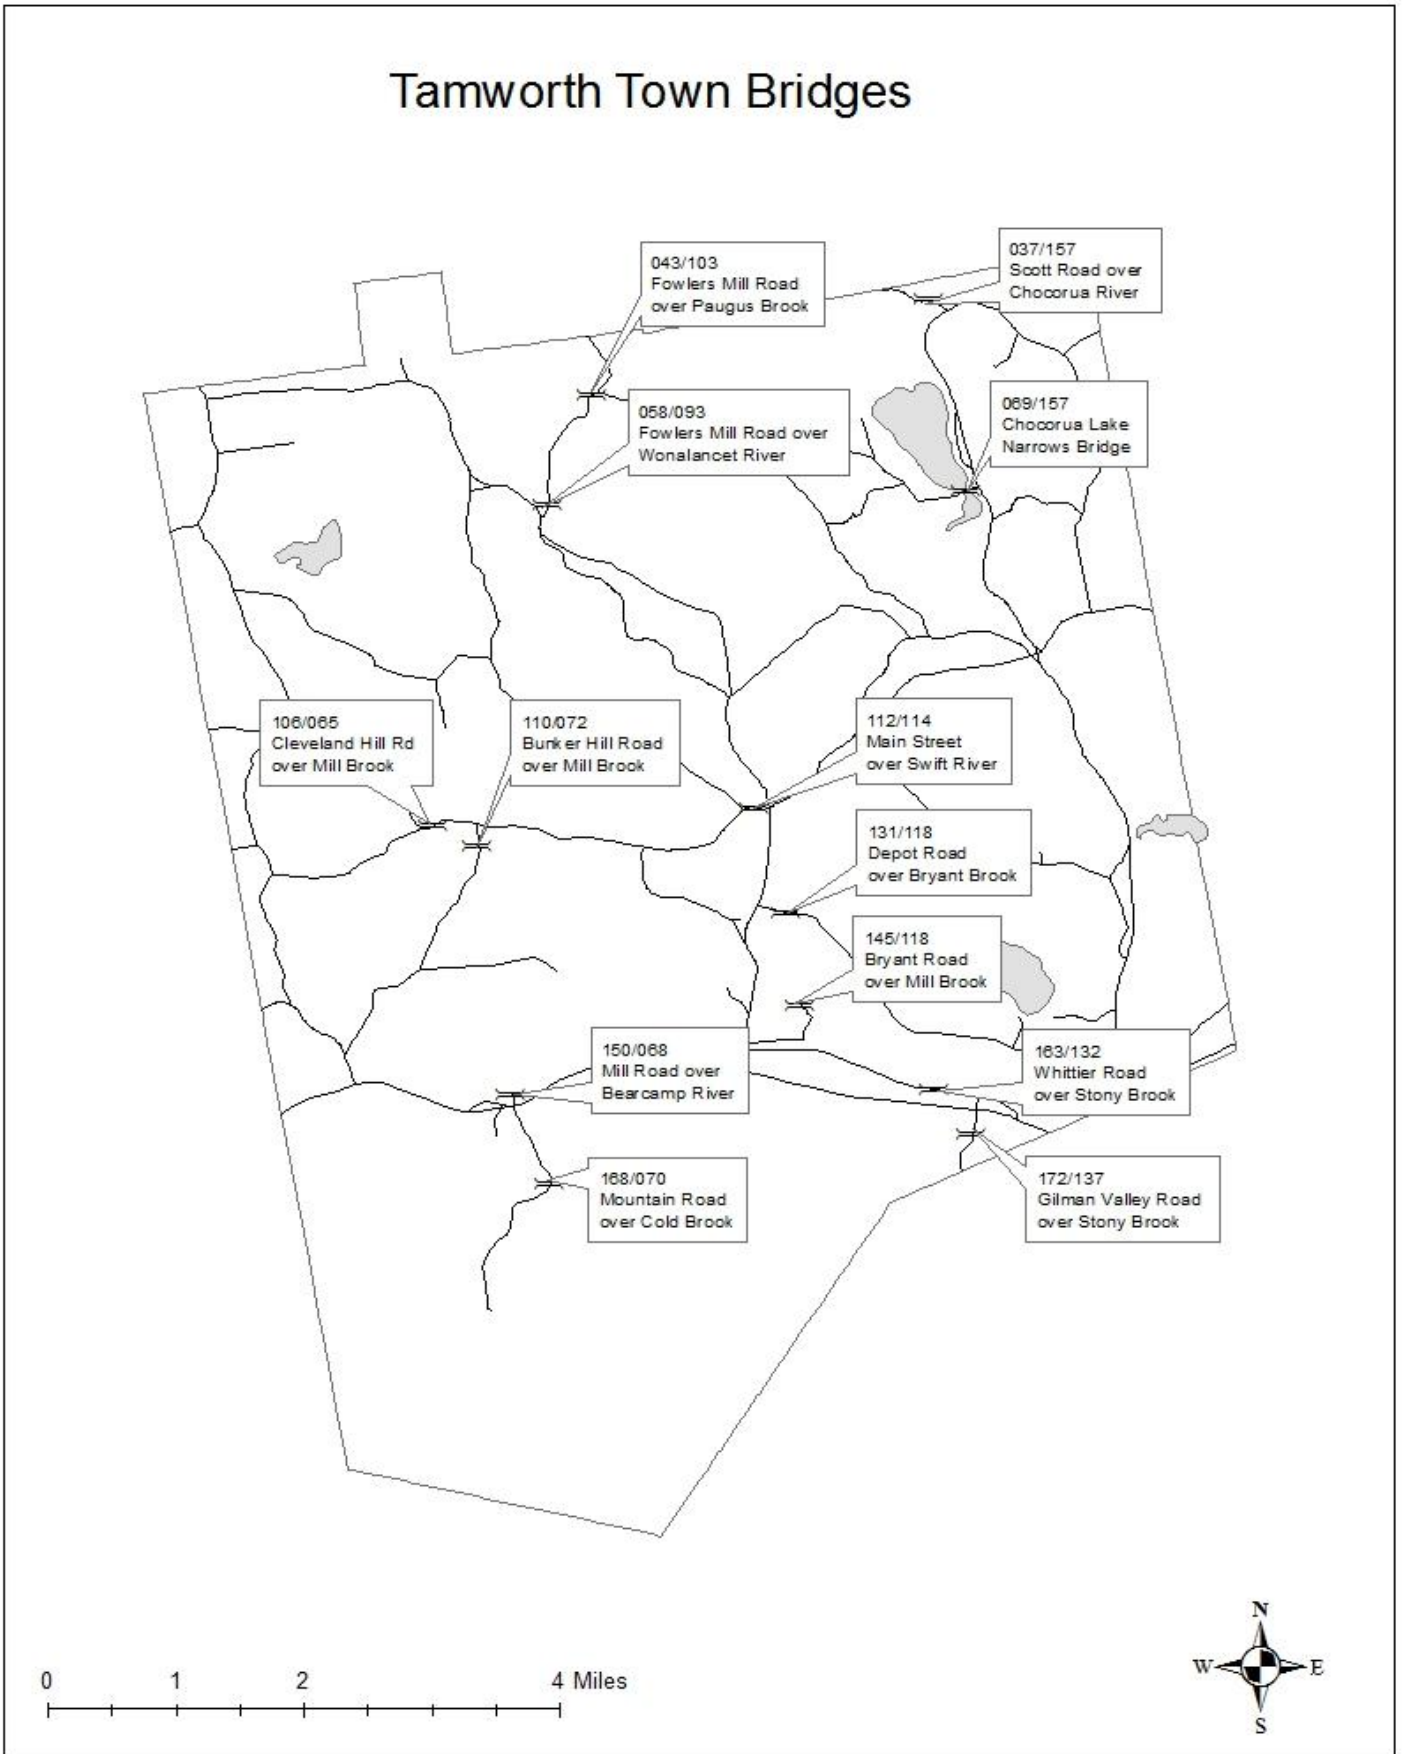 Tamworth Town Bridges
037/157
Scott Road over
Chocorua River
043/103
Fowlers Mill Road
over Paugus Brook
069/157
Chocorua Lake
Narrows Bridge
058/093
Fowlers Mill Road over
Wonalancet River
106/065
Cleveland Hill Rd
over Mill Brook
110/072
Bunker Hill Road
over Mill Brook
112/114
Main Street
over Swift River
131/118
Depot Road
over Bryant Brook
145/118
Bryant Road
over Mill Brook
150/068
Mill Road over
Bearcamp River
163/132
Whittier Road
over Stony Brook
168/070
Mountain Road
over Cold Brook
172/137
Gilman Valley Road
over Stony Brook
N
W E
S
0 1 2 4 Miles